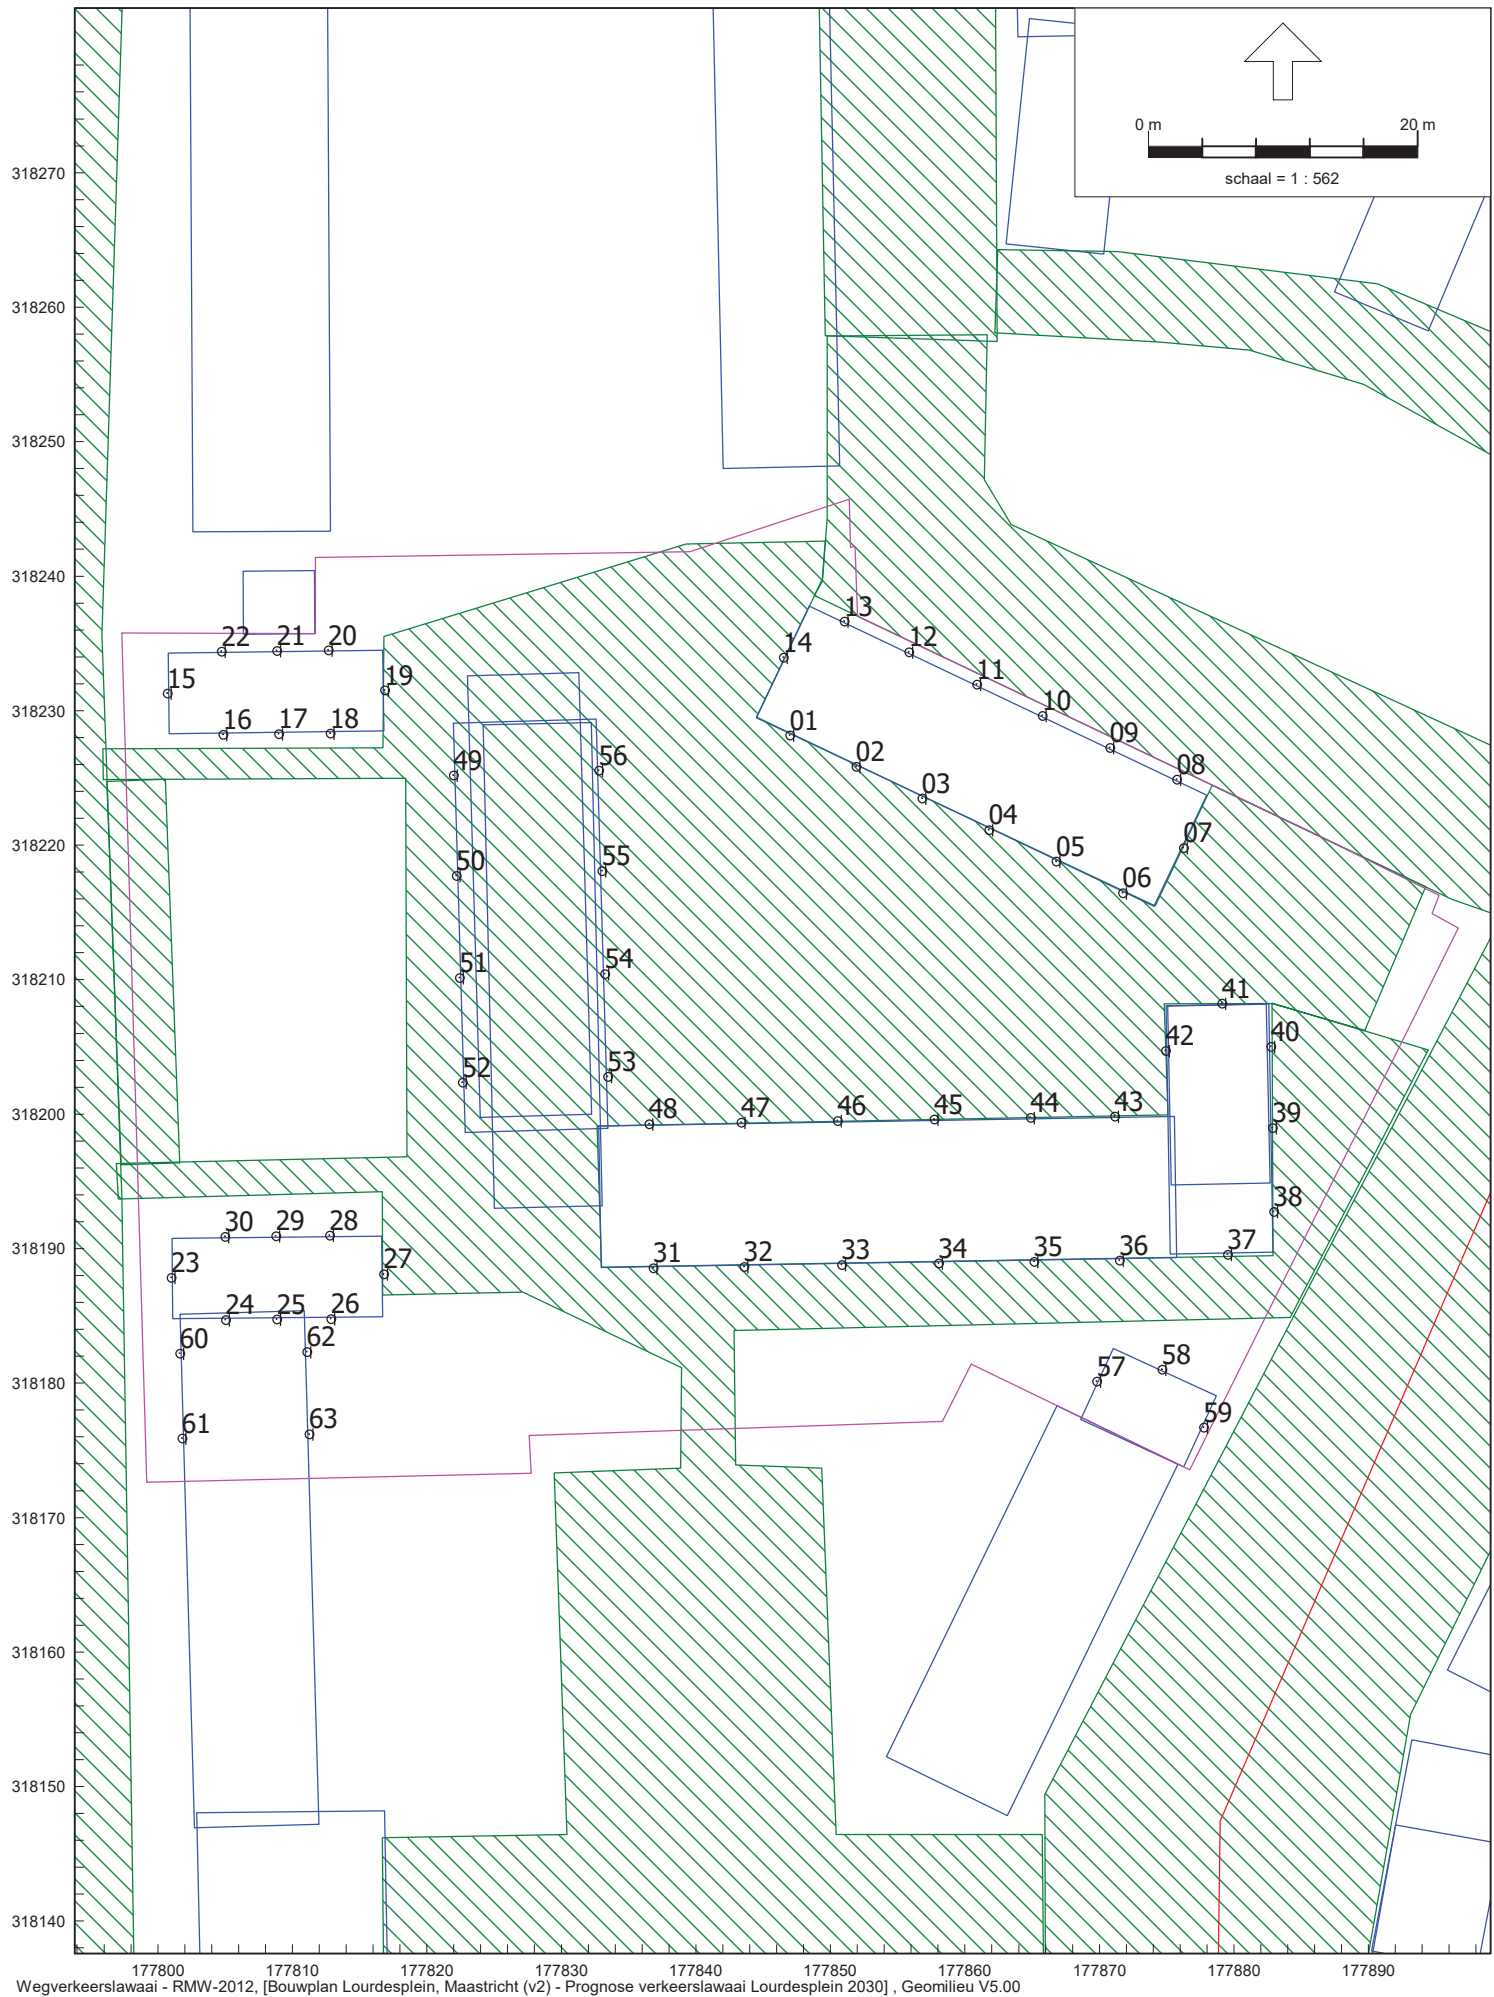 0 m 20 m
schaal = 1 : 562
318270
318260
318250
318240
13
22 21 20 12
14
15 19 11
318230
16 17 18 01 10
09
49 56 02 08
03
04 07
318220
50 55 05
06
51 54
318210
41
42 40
52 53
318200
48 47 46 45 44 43
39
38
30 29 28
318190
31 32 33 34 35 36 37
23 27
24 25 26
60 62
318180
57 58
61 63 59
318170
318160
318150
318140
177800 177810 177820 177830 177840 177850 177860 177870 177880 177890
Wegverkeerslawaai - RMW-2012, [Bouwplan Lourdesplein, Maastricht (v2) - Prognose verkeerslawaai Lourdesplein 2030] , Geomilieu V5.00